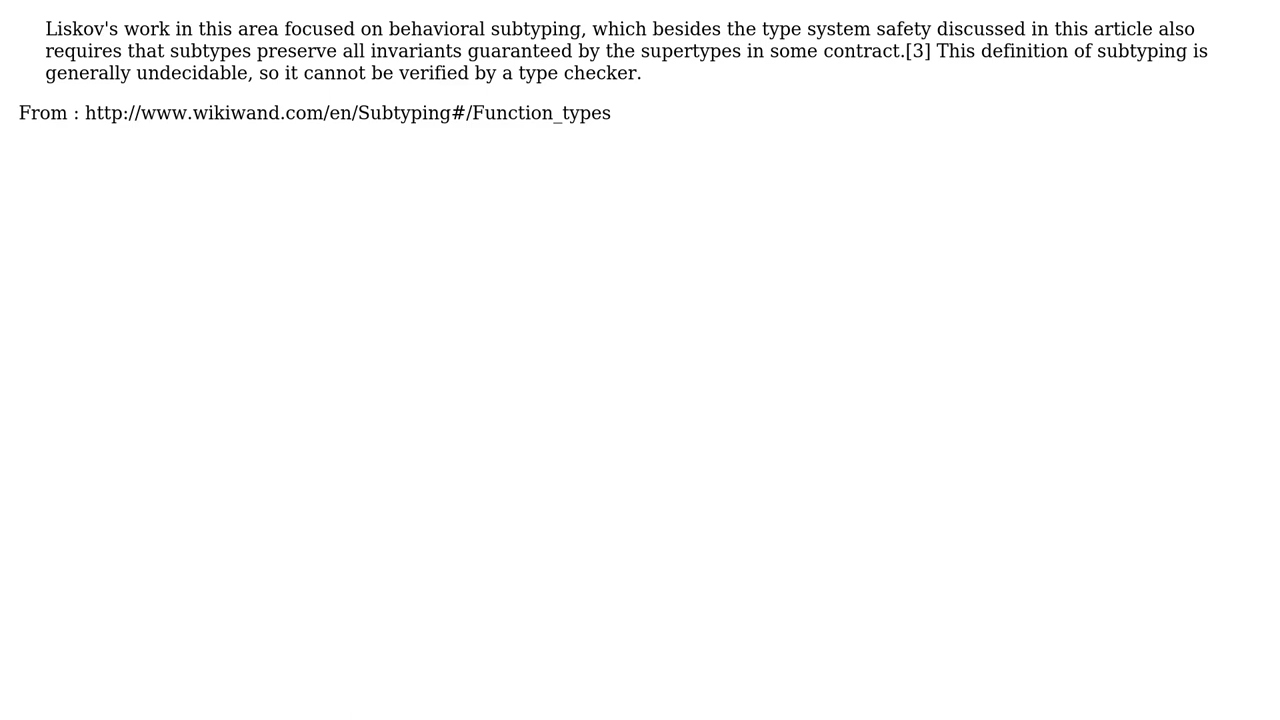 Liskov's work in this area focused on behavioral subtyping, which besides the type system safety discussed in this article also
requires that subtypes preserve all invariants guaranteed by the supertypes in some contract.[3] This definition of subtyping is
generally undecidable, so it cannot be verified by a type checker.
From : http://www.wikiwand.com/en/Subtyping#/Function_types